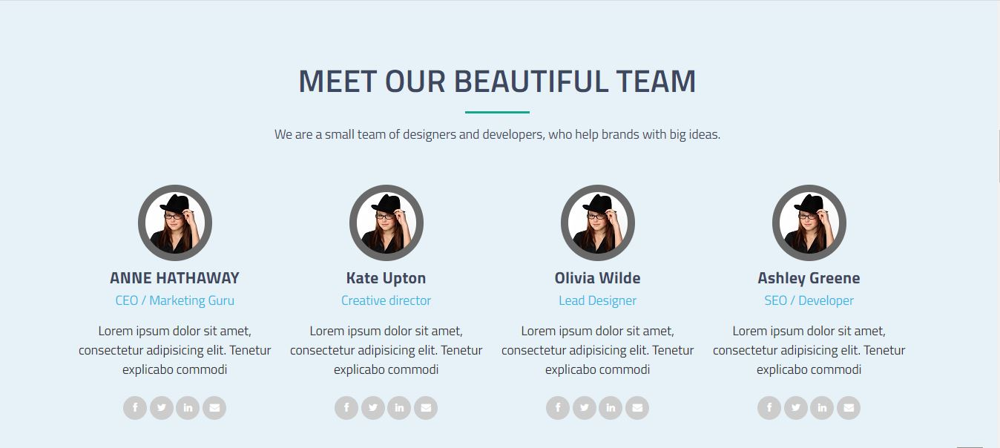 MEET OUR BEAUTIFUL TEAM
We are a small team of designers and developers, who help brands with big ideas.
ANNE HATHAWAY
CEO / Marketing Guru
Lorem ipsum dolor sit amet,
consectetur adipisicing elit. Tenetur
explicabo commodi
Kate Upton
Creative director
Lorem ipsum dolor sit amet,
consectetur adipisicing elit. Tenetur
explicabo commodi
Olivia Wilde
Lead Designer
Lorem ipsum dolor sit amet,
consectetur adipisicing elit. Tenetur
explicabo commodi
Ashley Greene
SEO / Developer
Lorem ipsum dolor sit amet,
consectetur adipisicing elit. Tenetur
explicabo commodi